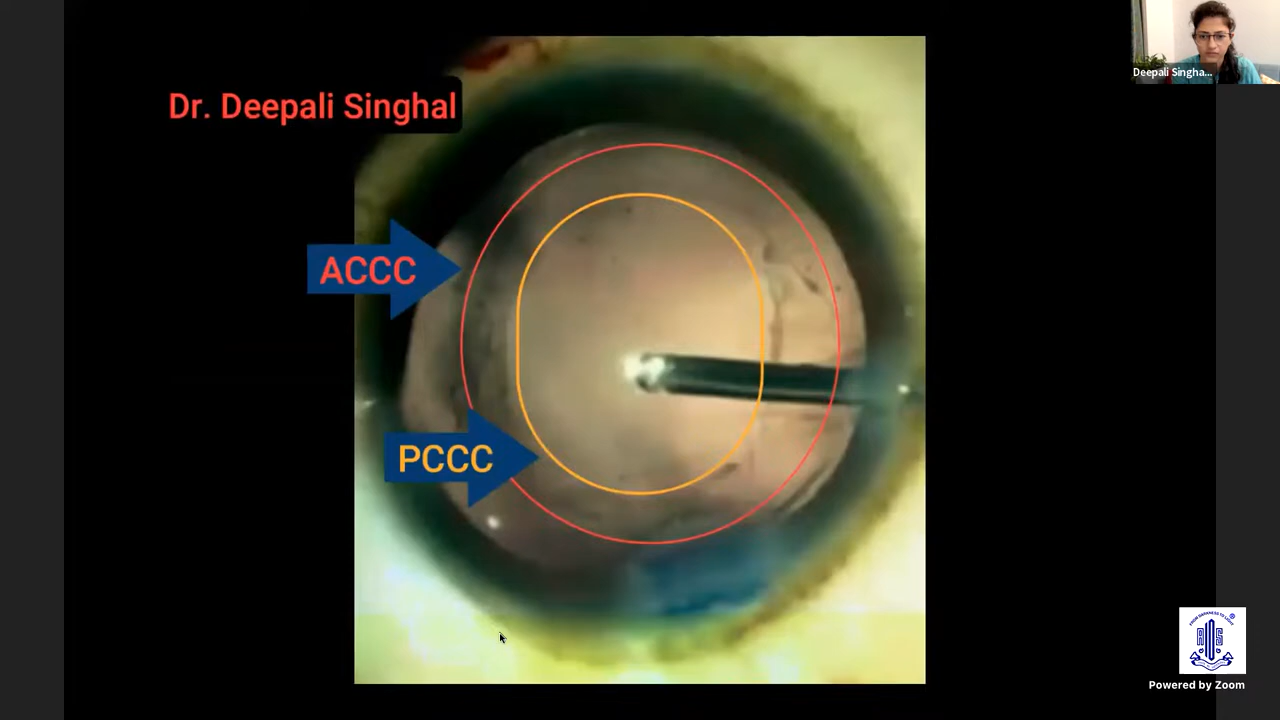 Deepali Singha...
Dr. Deepali Singhal
ACCC
PCCC
Powered by Zoom